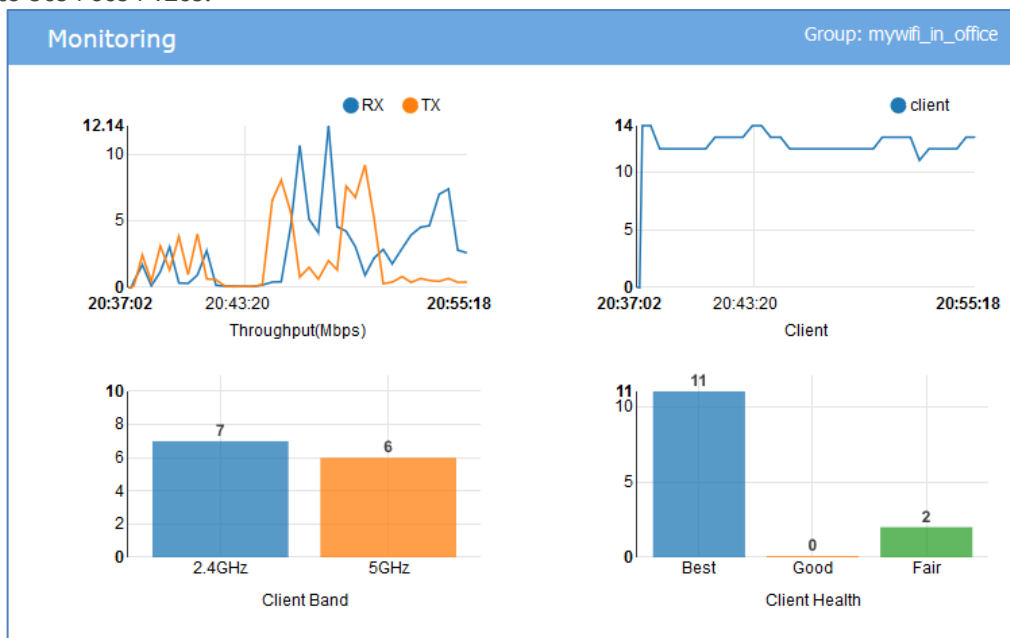 Monitoring
Group: mywifi_in_office
RX TX
12.14
10
5
0
20:37:02 20:43:20 20:55:18
Throughput(Mbps)
client
14
10
5
0
20:37:02 20:43:20 20:55:18
Client
10
8
6
4
2
0
7
6
2.4GHz 5GHz
Client Band
11
10
5
0
11
0
2
Best Good Fair
Client Health